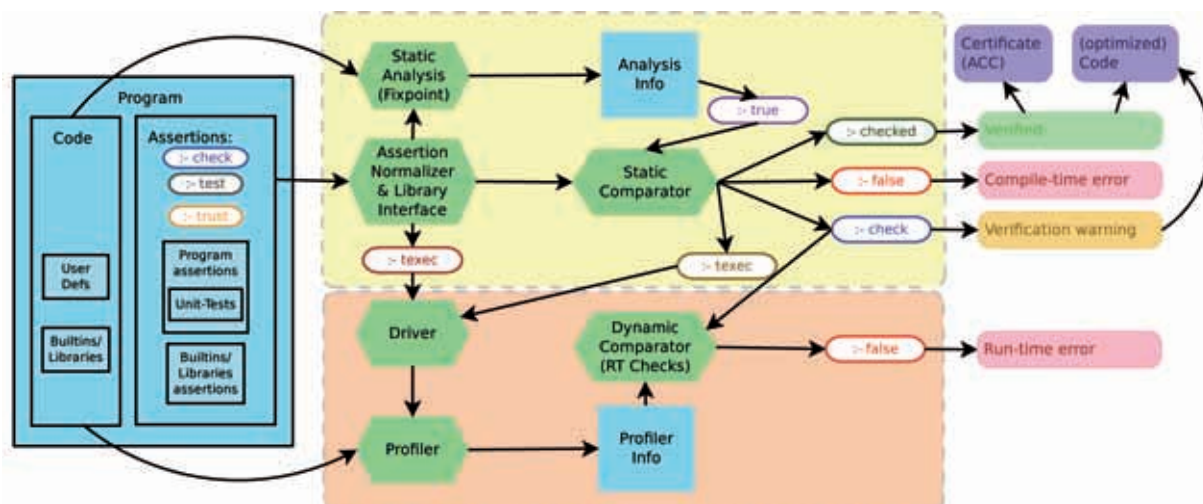 Program
Code
Assertions:
:- check
:- test
:- trust
User
Defs
Builtins/
Libraries
Program
assertions
Unit-Tests
Builtins/
Libraries
assertions
Static
Analysis
(Fixpoint)
Analysis
Info
:- true
Assertion
Normalizer
& Library
Interface
Static
Comparator
:- checked
:- false
:- check
:- texec
:- texec
Certificate
(ACC)
(optimized)
Code
Verified
Compile-time error
Verification warning
Driver
Dynamic
Comparator
(RT Checks)
:- false
Run-time error
Profiler
Profiler
Info